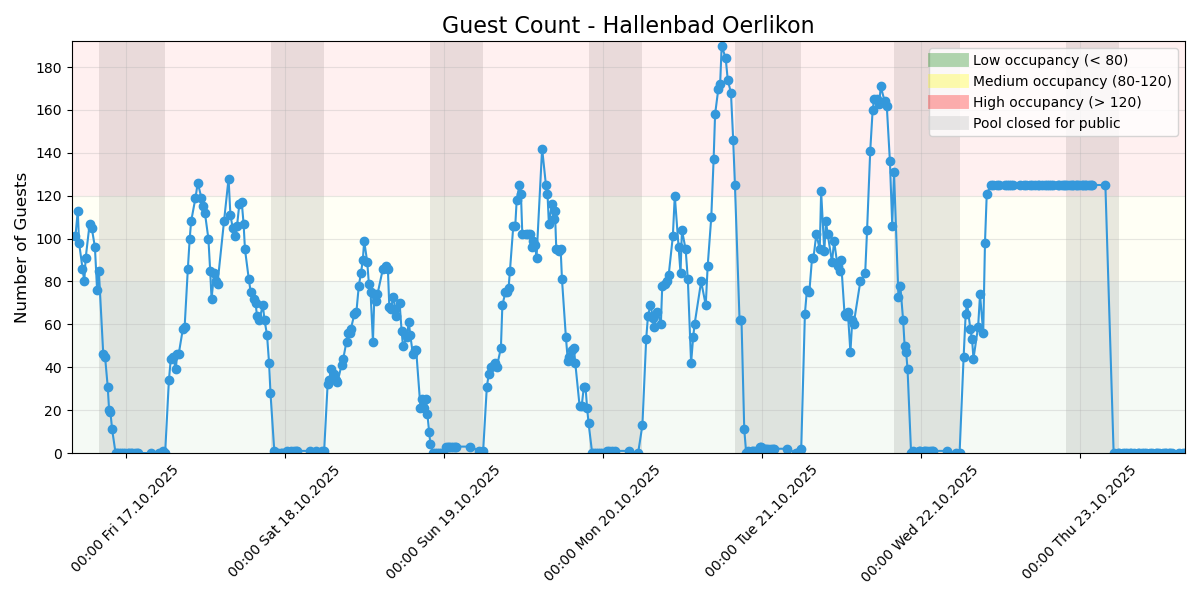 Guest Count - Hallenbad Oerlikon
Low occupancy (< 80)
Medium occupancy (80-120)
High occupancy (> 120)
Pool closed for public
Number of Guests
180
160
140
120
100
80
60
40
20
0
00:00 Fri 17.10.2025
00:00 Sat 18.10.2025
00:00 Sun 19.10.2025
00:00 Mon 20.10.2025
00:00 Tue 21.10.2025
00:00 Wed 22.10.2025
00:00 Thu 23.10.2025